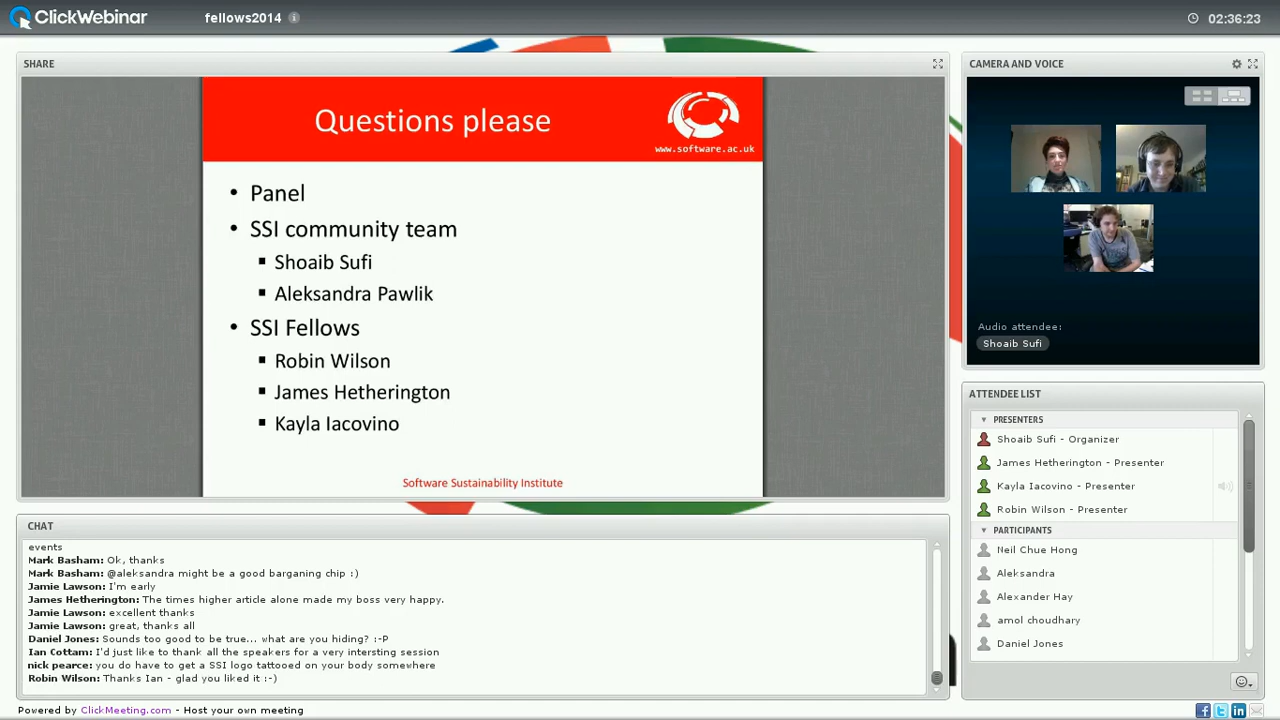 ClickWebinar
fellows2014
02:36:23
SHARE
Questions please
www.software.ac.uk
• Panel
• SSI community team
▪ Shoaib Sufi
▪ Aleksandra Pawlik
• SSI Fellows
▪ Robin Wilson
▪ James Hetherington
▪ Kayla Iacovino
Software Sustainability Institute
CAMERA AND VOICE
Audio attendee:
Shoaib Sufi
ATTENDEE LIST
PRESENTERS
Shoaib Sufi - Organizer
James Hetherington - Presenter
Kayla Iacovino - Presenter
Robin Wilson - Presenter
PARTICIPANTS
Neil Chue Hong
Aleksandra
Alexander Hay
amol choudhary
Daniel Jones
CHAT
events
Mark Basham: Ok, thanks
Mark Basham: @aleksandra might be a good barganing chip :)
Jamie Lawson: I'm early
James Hetherington: The times higher article alone made my boss very happy.
Jamie Lawson: excellent thanks
Jamie Lawson: great, thanks all
Daniel Jones: Sounds too good to be true... what are you hiding? :-P
Ian Cottam: I'd just like to thank all the speakers for a very intersting session
nick pearce: you do have to get a SSI logo tattooed on your body somewhere
Robin Wilson: Thanks Ian - glad you liked it :-)
Powered by ClickMeeting.com - Host your own meeting